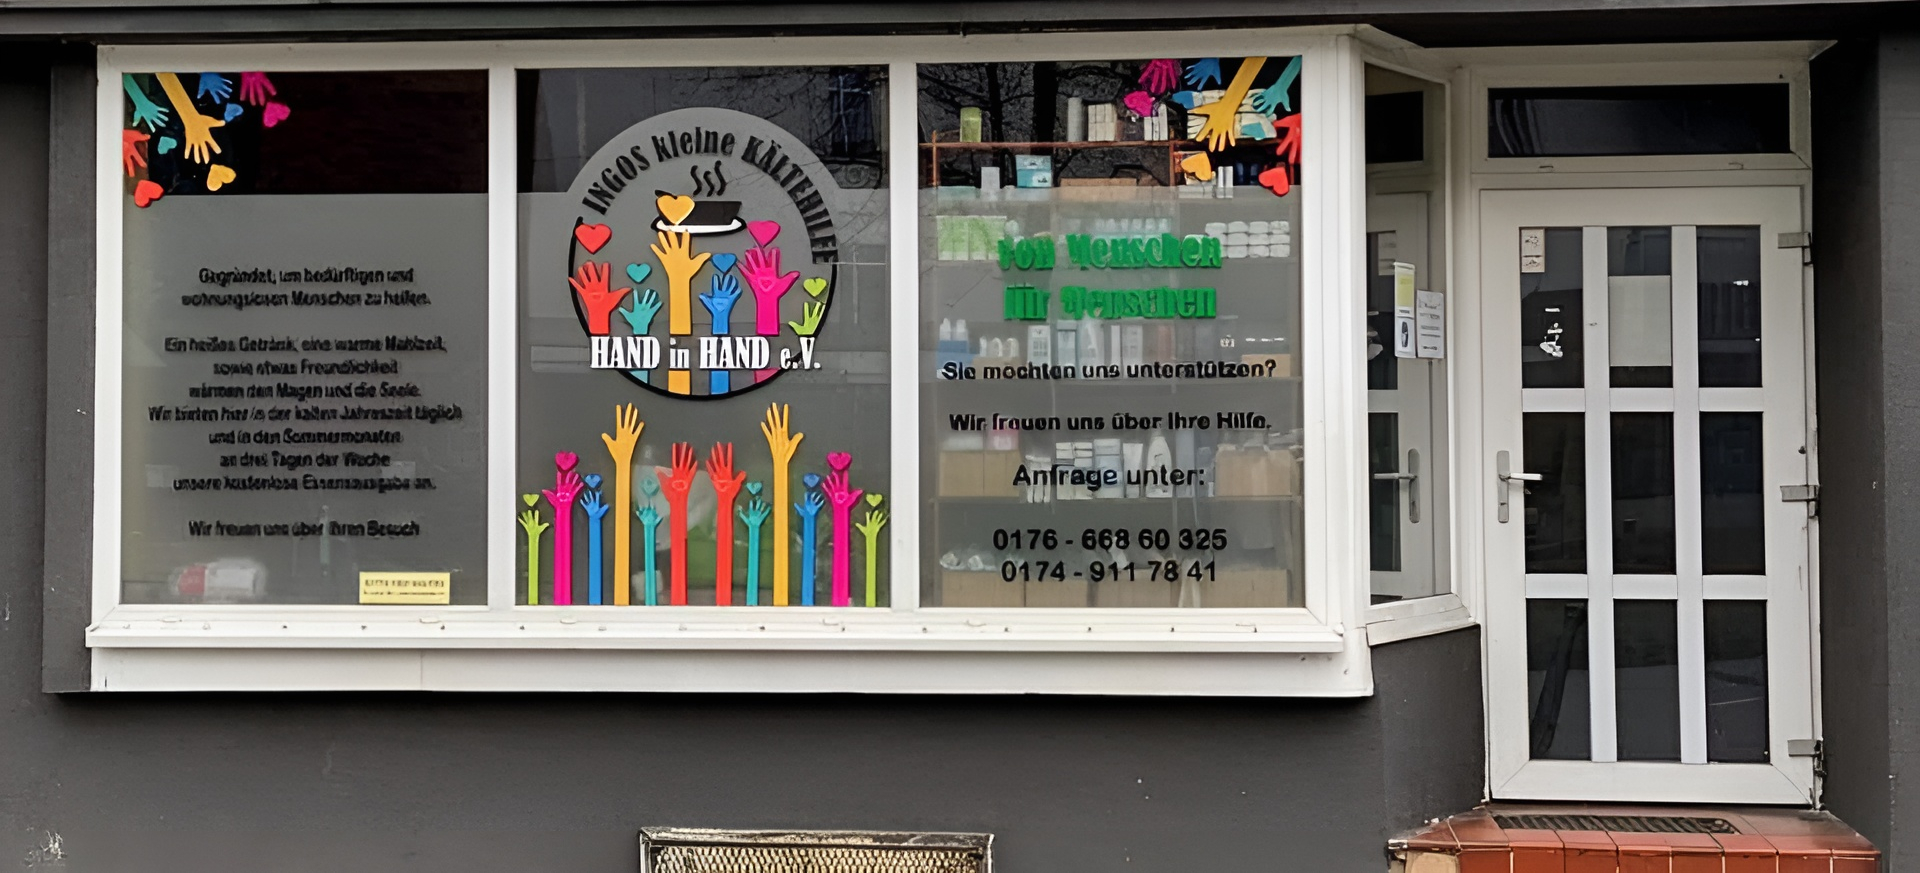 Gegründet, um bedürftigen und
wohnungslosen Menschen zu helfen.
Ein heißes Getränk, eine warme Mahlzeit,
sowie etwas Freundlichkeit
wärmen den Magen und die Seele.
Wir bieten hier in der kalten Jahreszeit täglich
und in den Sommermonaten
an drei Tagen der Woche
unsere kostenlose Essensausgabe an.
Wir freuen uns über Ihren Besuch
INGOS kleine KÄLTEHILFE
HAND in HAND e.V.
von Menschen
für Menschen
Sie möchten uns unterstützen?
Wir freuen uns über Ihre Hilfe.
Anfrage unter:
0176 - 668 60 325
0174 - 911 78 41